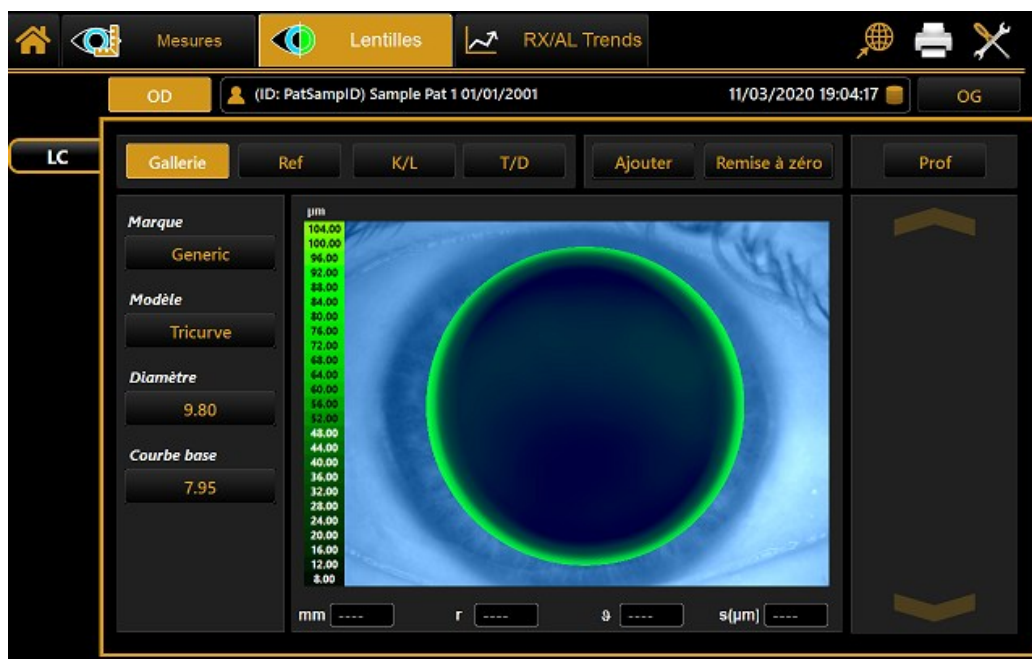 Mesures
Lentilles
RX/AL Trends
OD
(ID: PatSampID) Sample Pat 1 01/01/2001
11/03/2020 19:04:17
OG
LC
Gallerie
Ref
K/L
T/D
Ajouter
Remise à zéro
Prof
Marque
Generic
Modèle
Tricurve
Diamètre
9.80
Courbe base
7.95
µm
104.00
100.00
96.00
92.00
88.00
84.00
80.00
76.00
72.00
68.00
64.00
60.00
56.00
52.00
48.00
44.00
40.00
36.00
32.00
28.00
24.00
20.00
16.00
12.00
8.00
mm ----
r ----
ϑ ----
s(µm) ----